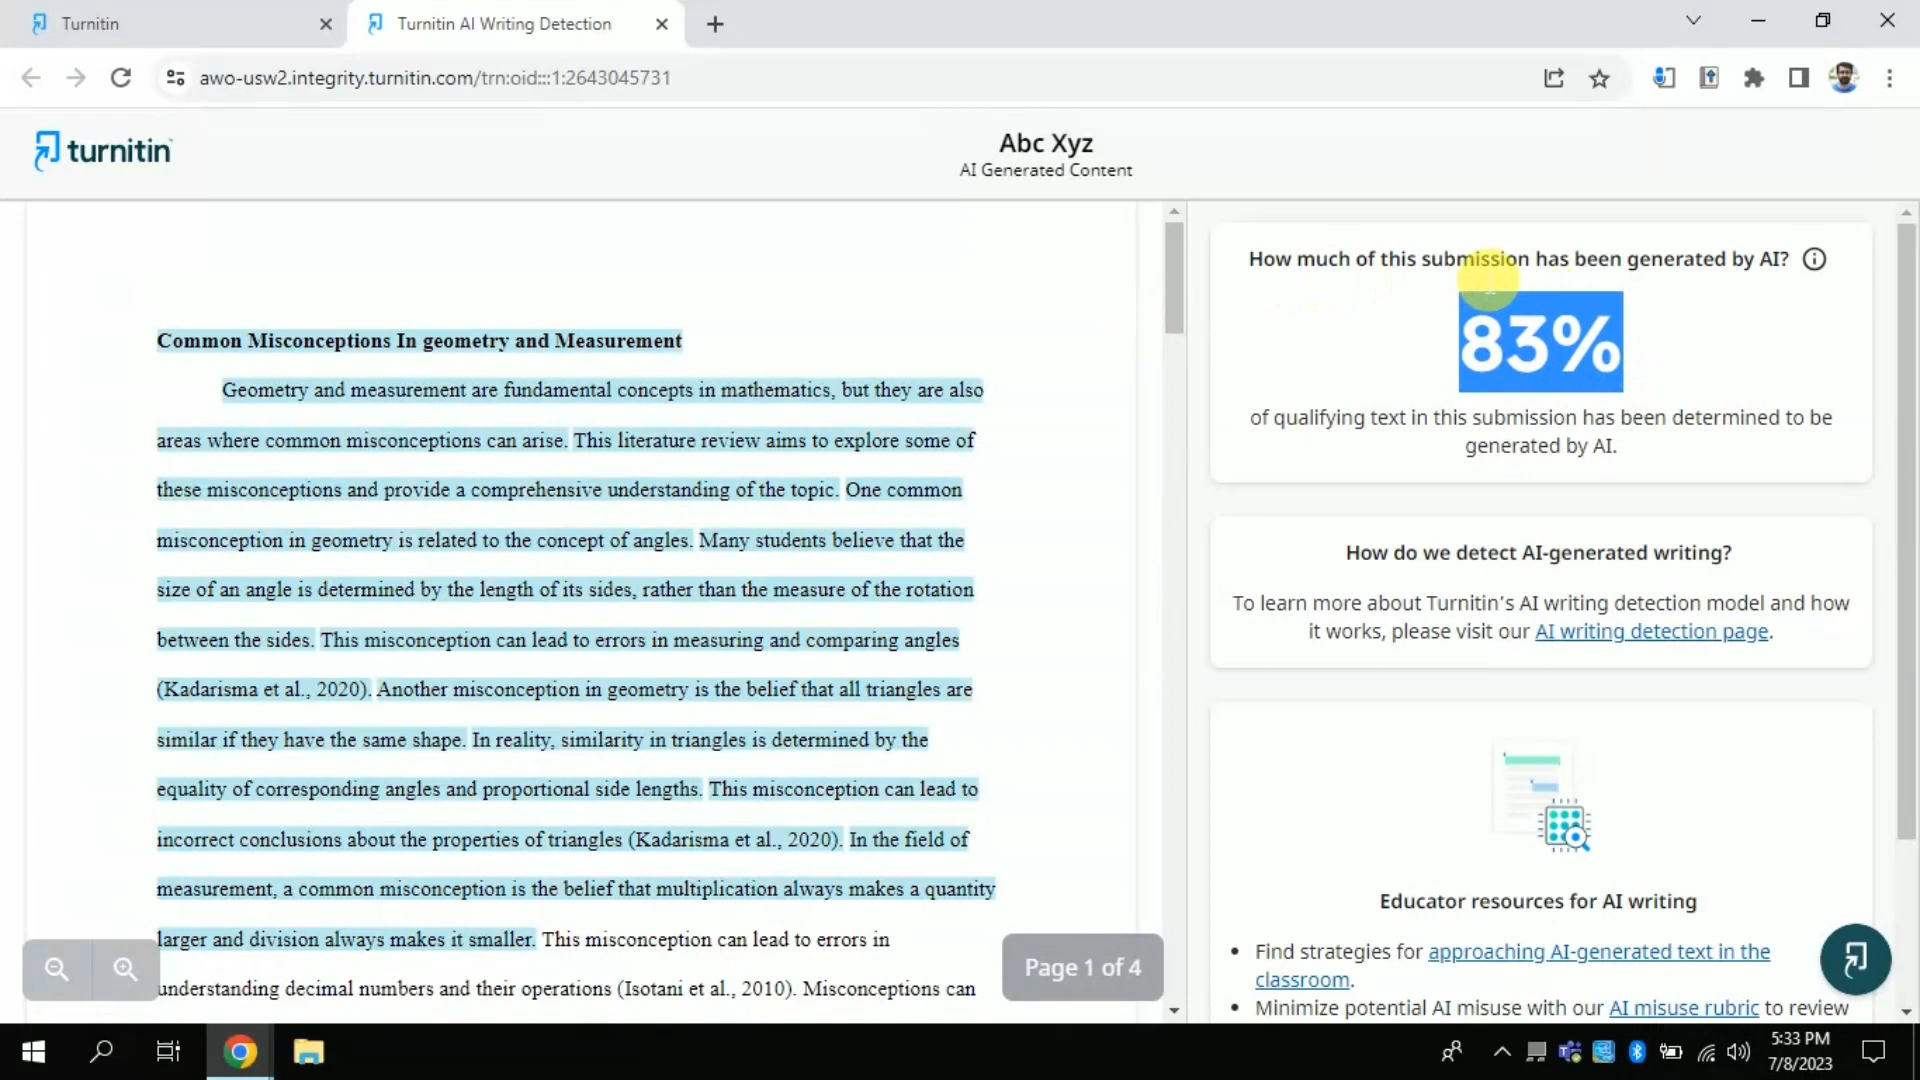 Turnitin
Turnitin AI Writing Detection
awo-usw2.integrity.turnitin.com/trn:oid:::1:2643045731
turnitin
Abc Xyz
AI Generated Content
Common Misconceptions In geometry and Measurement
Geometry and measurement are fundamental concepts in mathematics, but they are also
areas where common misconceptions can arise. This literature review aims to explore some of
these misconceptions and provide a comprehensive understanding of the topic. One common
misconception in geometry is related to the concept of angles. Many students believe that the
size of an angle is determined by the length of its sides, rather than the measure of the rotation
between the sides. This misconception can lead to errors in measuring and comparing angles
(Kadarisma et al., 2020). Another misconception in geometry is the belief that all triangles are
similar if they have the same shape. In reality, similarity in triangles is determined by the
equality of corresponding angles and proportional side lengths. This misconception can lead to
incorrect conclusions about the properties of triangles (Kadarisma et al., 2020). In the field of
measurement, a common misconception is the belief that multiplication always makes a quantity
larger and division always makes it smaller. This misconception can lead to errors in
understanding decimal numbers and their operations (Isotani et al., 2010). Misconceptions can
Page 1 of 4
How much of this submission has been generated by AI?
83%
of qualifying text in this submission has been determined to be
generated by AI.
How do we detect AI-generated writing?
To learn more about Turnitin's AI writing detection model and how
it works, please visit our AI writing detection page.
Educator resources for AI writing
• Find strategies for approaching AI-generated text in the
classroom.
• Minimize potential AI misuse with our AI misuse rubric to review
5:33 PM
7/8/2023